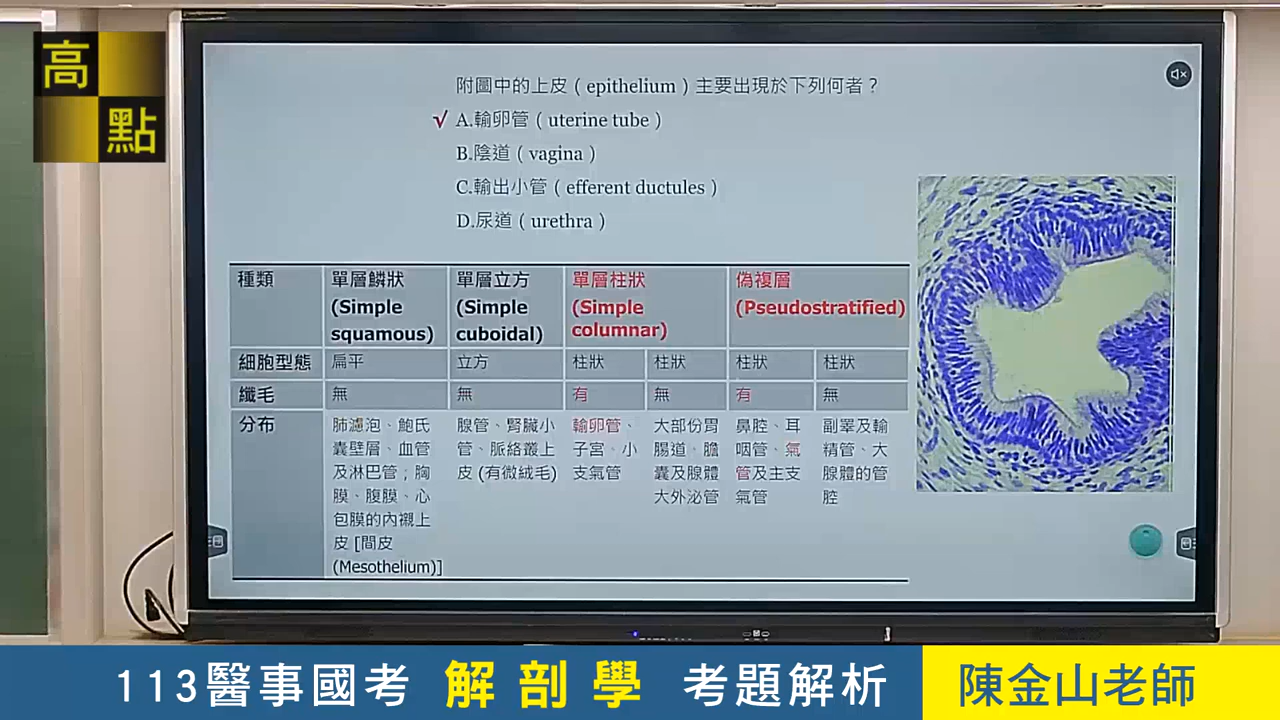 高
點
附圖中的上皮（epithelium）主要出現於下列何者？
√ A.輸卵管（uterine tube）
B.陰道（vagina）
C.輸出小管（efferent ductules）
D.尿道（urethra）
種類 單層鱗狀 (Simple squamous) 單層立方 (Simple cuboidal) 單層柱狀 (Simple columnar) 偽複層 (Pseudostratified)
細胞型態 扁平 立方 柱狀 柱狀 柱狀 柱狀
纖毛 無 無 有 無 有 無
分布
肺濾泡、鮑氏
囊壁層、血管
及淋巴管；胸
膜、腹膜、心
包膜的內襯上
皮 [間皮
(Mesothelium)]
腺管、腎臟小
管、脈絡叢上
皮 (有微絨毛)
輸卵管、
子宮、小
支氣管
大部份胃
腸道、膽
囊及腺體
大外泌管
鼻腔、耳
咽管、氣
管及主支
氣管
副睪及輸
精管、大
腺體的管
腔
113醫事國考 解剖學 考題解析 陳金山老師